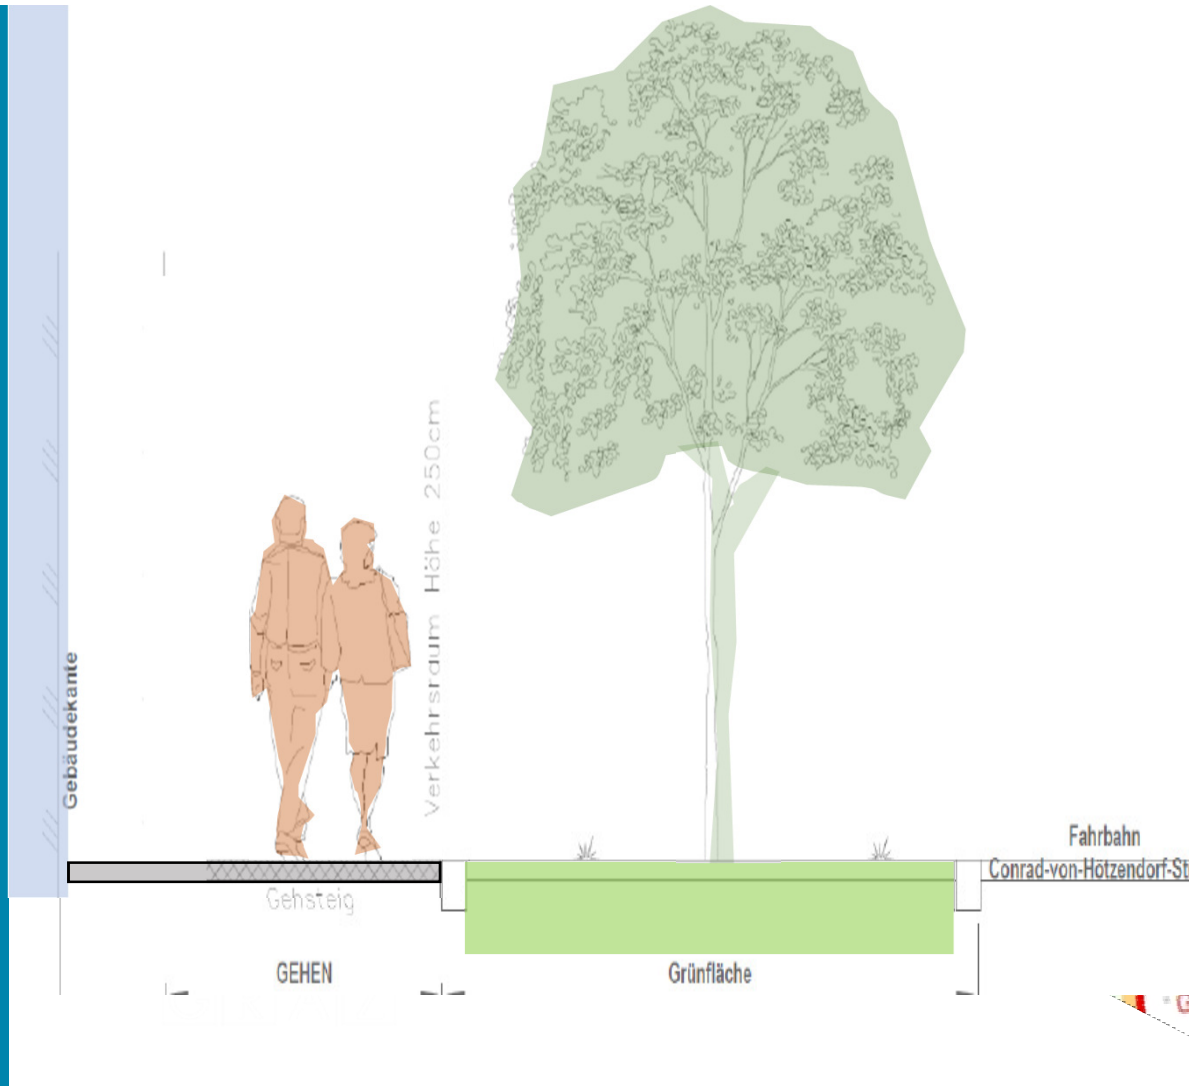 Gebäudekante
Verkehrsraum Höhe 250cm
Fahrbahn
Conrad-von-Hötzendorf-St
Gehsteig
GEHEN
Grünfläche